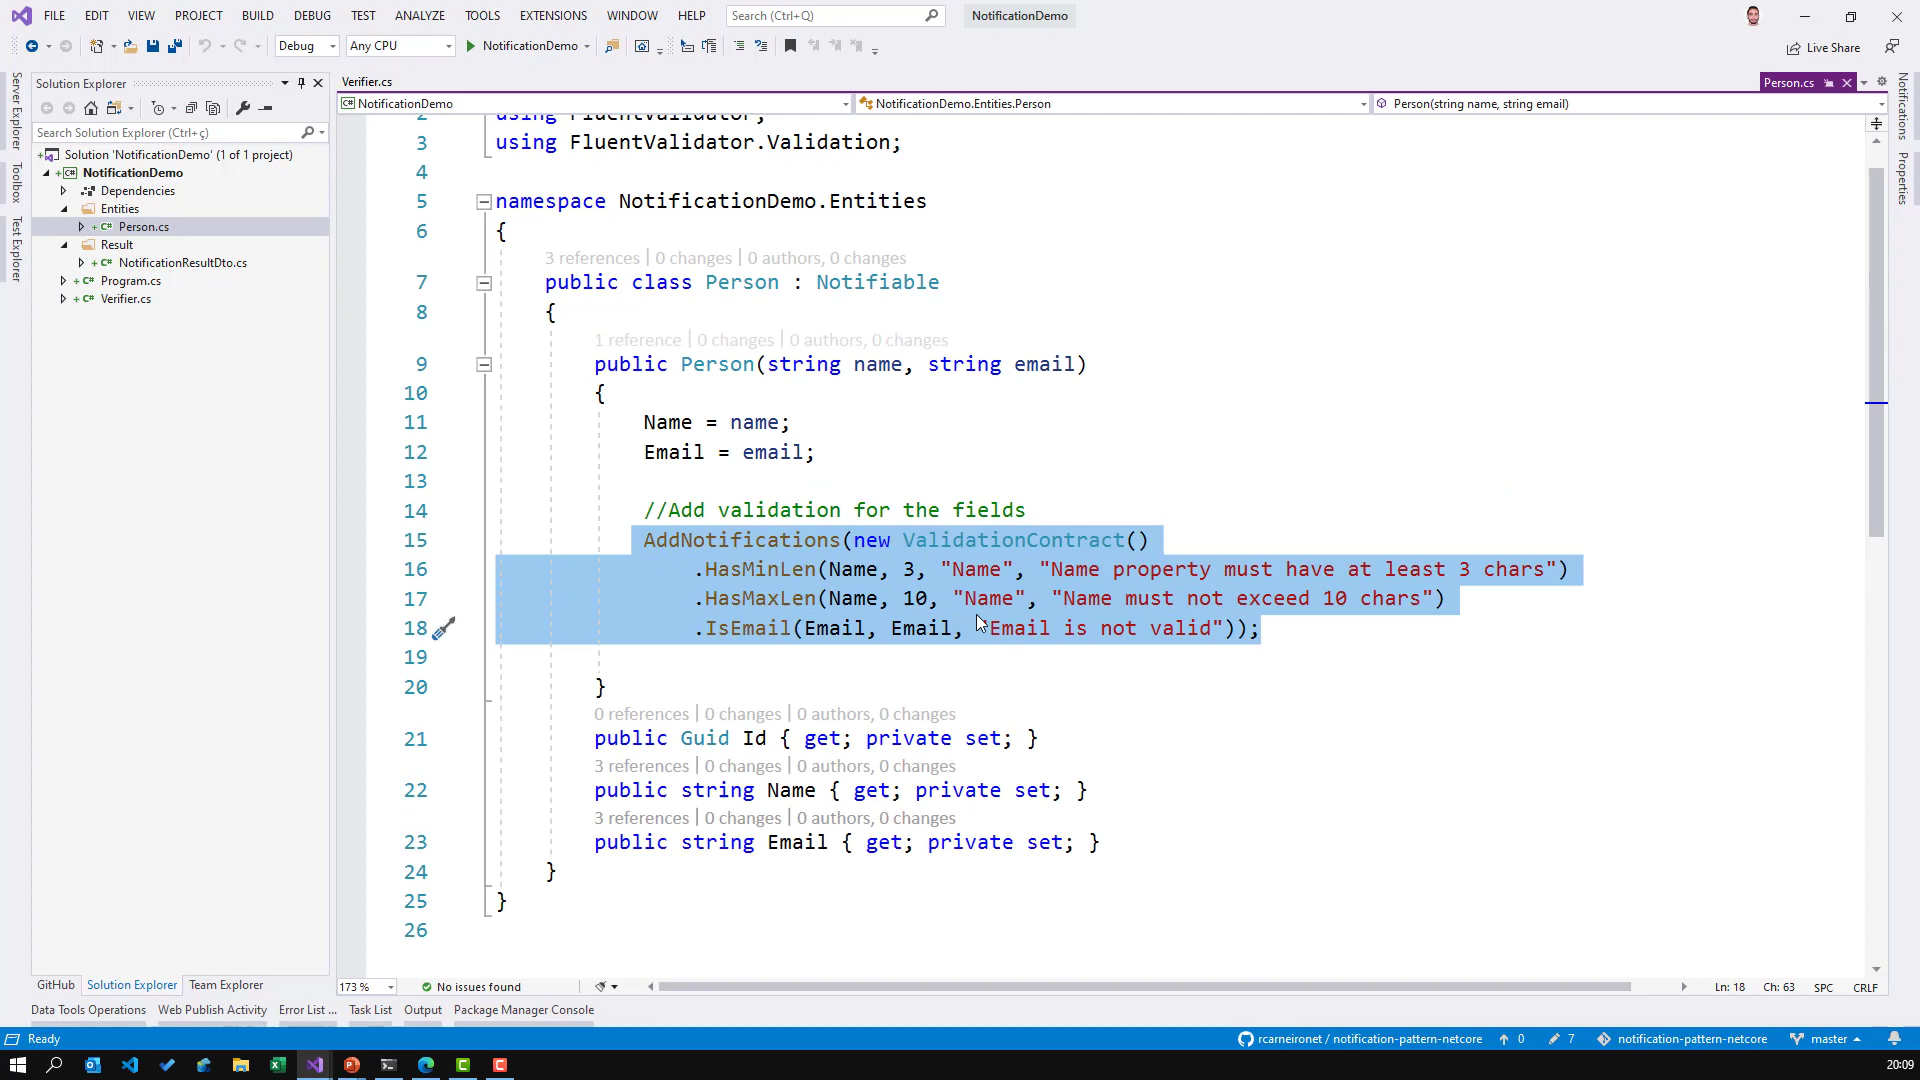 FILE EDIT VIEW PROJECT BUILD DEBUG TEST ANALYZE TOOLS EXTENSIONS WINDOW HELP Search (Ctrl+Q) NotificationDemo
Debug Any CPU NotificationDemo Live Share
Solution Explorer
Search Solution Explorer (Ctrl+ç)
Solution 'NotificationDemo' (1 of 1 project)
NotificationDemo
Dependencies
Entities
Person.cs
Result
NotificationResultDto.cs
Program.cs
Verifier.cs
Server Explorer
Toolbox
Test Explorer
Verifier.cs Person.cs
NotificationDemo NotificationDemo.Entities.Person Person(string name, string email)
2 using FluentValidator;
3 using FluentValidator.Validation;
4
5 namespace NotificationDemo.Entities
6 {
3 references | 0 changes | 0 authors, 0 changes
7 public class Person : Notifiable
8 {
1 reference | 0 changes | 0 authors, 0 changes
9 public Person(string name, string email)
10 {
11 Name = name;
12 Email = email;
13
14 //Add validation for the fields
15 AddNotifications(new ValidationContract()
16 .HasMinLen(Name, 3, "Name", "Name property must have at least 3 chars")
17 .HasMaxLen(Name, 10, "Name", "Name must not exceed 10 chars")
18 .IsEmail(Email, Email, "Email is not valid"));
19
20 }
0 references | 0 changes | 0 authors, 0 changes
21 public Guid Id { get; private set; }
3 references | 0 changes | 0 authors, 0 changes
22 public string Name { get; private set; }
3 references | 0 changes | 0 authors, 0 changes
23 public string Email { get; private set; }
24 }
25 }
26
Notifications
Properties
173 % No issues found Ln: 18 Ch: 63 SPC CRLF
GitHub Solution Explorer Team Explorer
Data Tools Operations Web Publish Activity Error List ... Task List Output Package Manager Console
Ready rcarneironet / notification-pattern-netcore 0 7 notification-pattern-netcore master
20:09